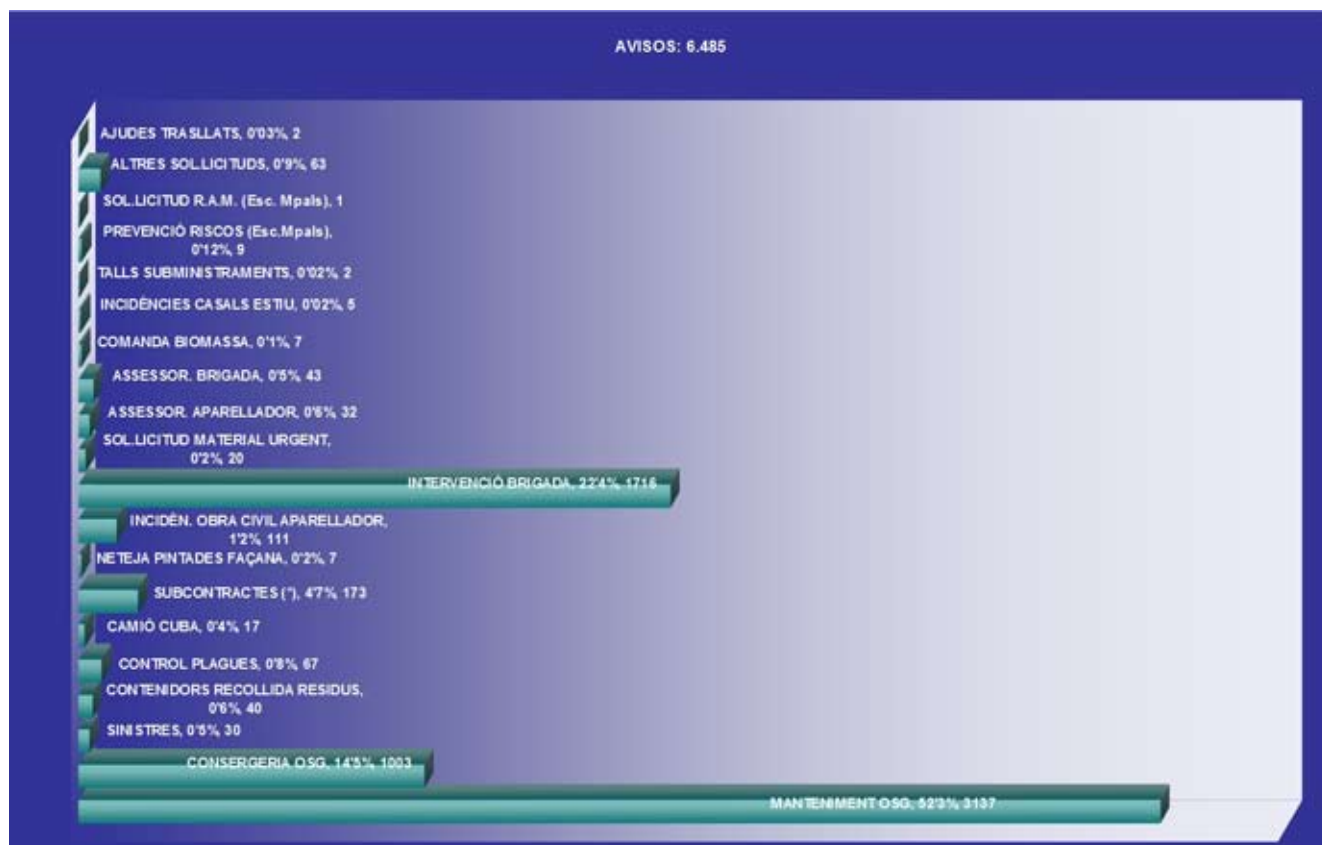 AVISOS: 6.485
AJUDES TRASLLATS, 0'03%, 2
ALTRES SOL.LICITUDS, 0'9%, 63
SOL.LICITUD R.A.M. (Esc. Mpals), 1
PREVENCIÓ RISCOS (Esc.Mpals),
0'12%, 9
TALLS SUBMINISTRAMENTS, 0'02%, 2
INCIDÈNCIES CASALS ESTIU, 0'02%, 5
COMANDA BIOMASSA, 0'1%, 7
ASSESSOR. BRIGADA, 0'5%, 43
ASSESSOR. APARELLADOR, 0'6%, 32
SOL.LICITUD MATERIAL URGENT,
0'2%, 20
INTERVENCIÓ BRIGADA, 22'4%, 1716
INCIDÈN. OBRA CIVIL APARELLADOR,
1'2%, 111
NETEJA PINTADES FAÇANA, 0'2%, 7
SUBCONTRACTES (*), 4'7%, 173
CAMIÓ CUBA, 0'4%, 17
CONTROL PLAGUES, 0'8%, 67
CONTENIDORS RECOLLIDA RESIDUS,
0'6%, 40
SINISTRES, 0'5%, 30
CONSERGERIA OSG, 14'5%, 1003
MANTENIMENT OSG, 52'3%, 3137